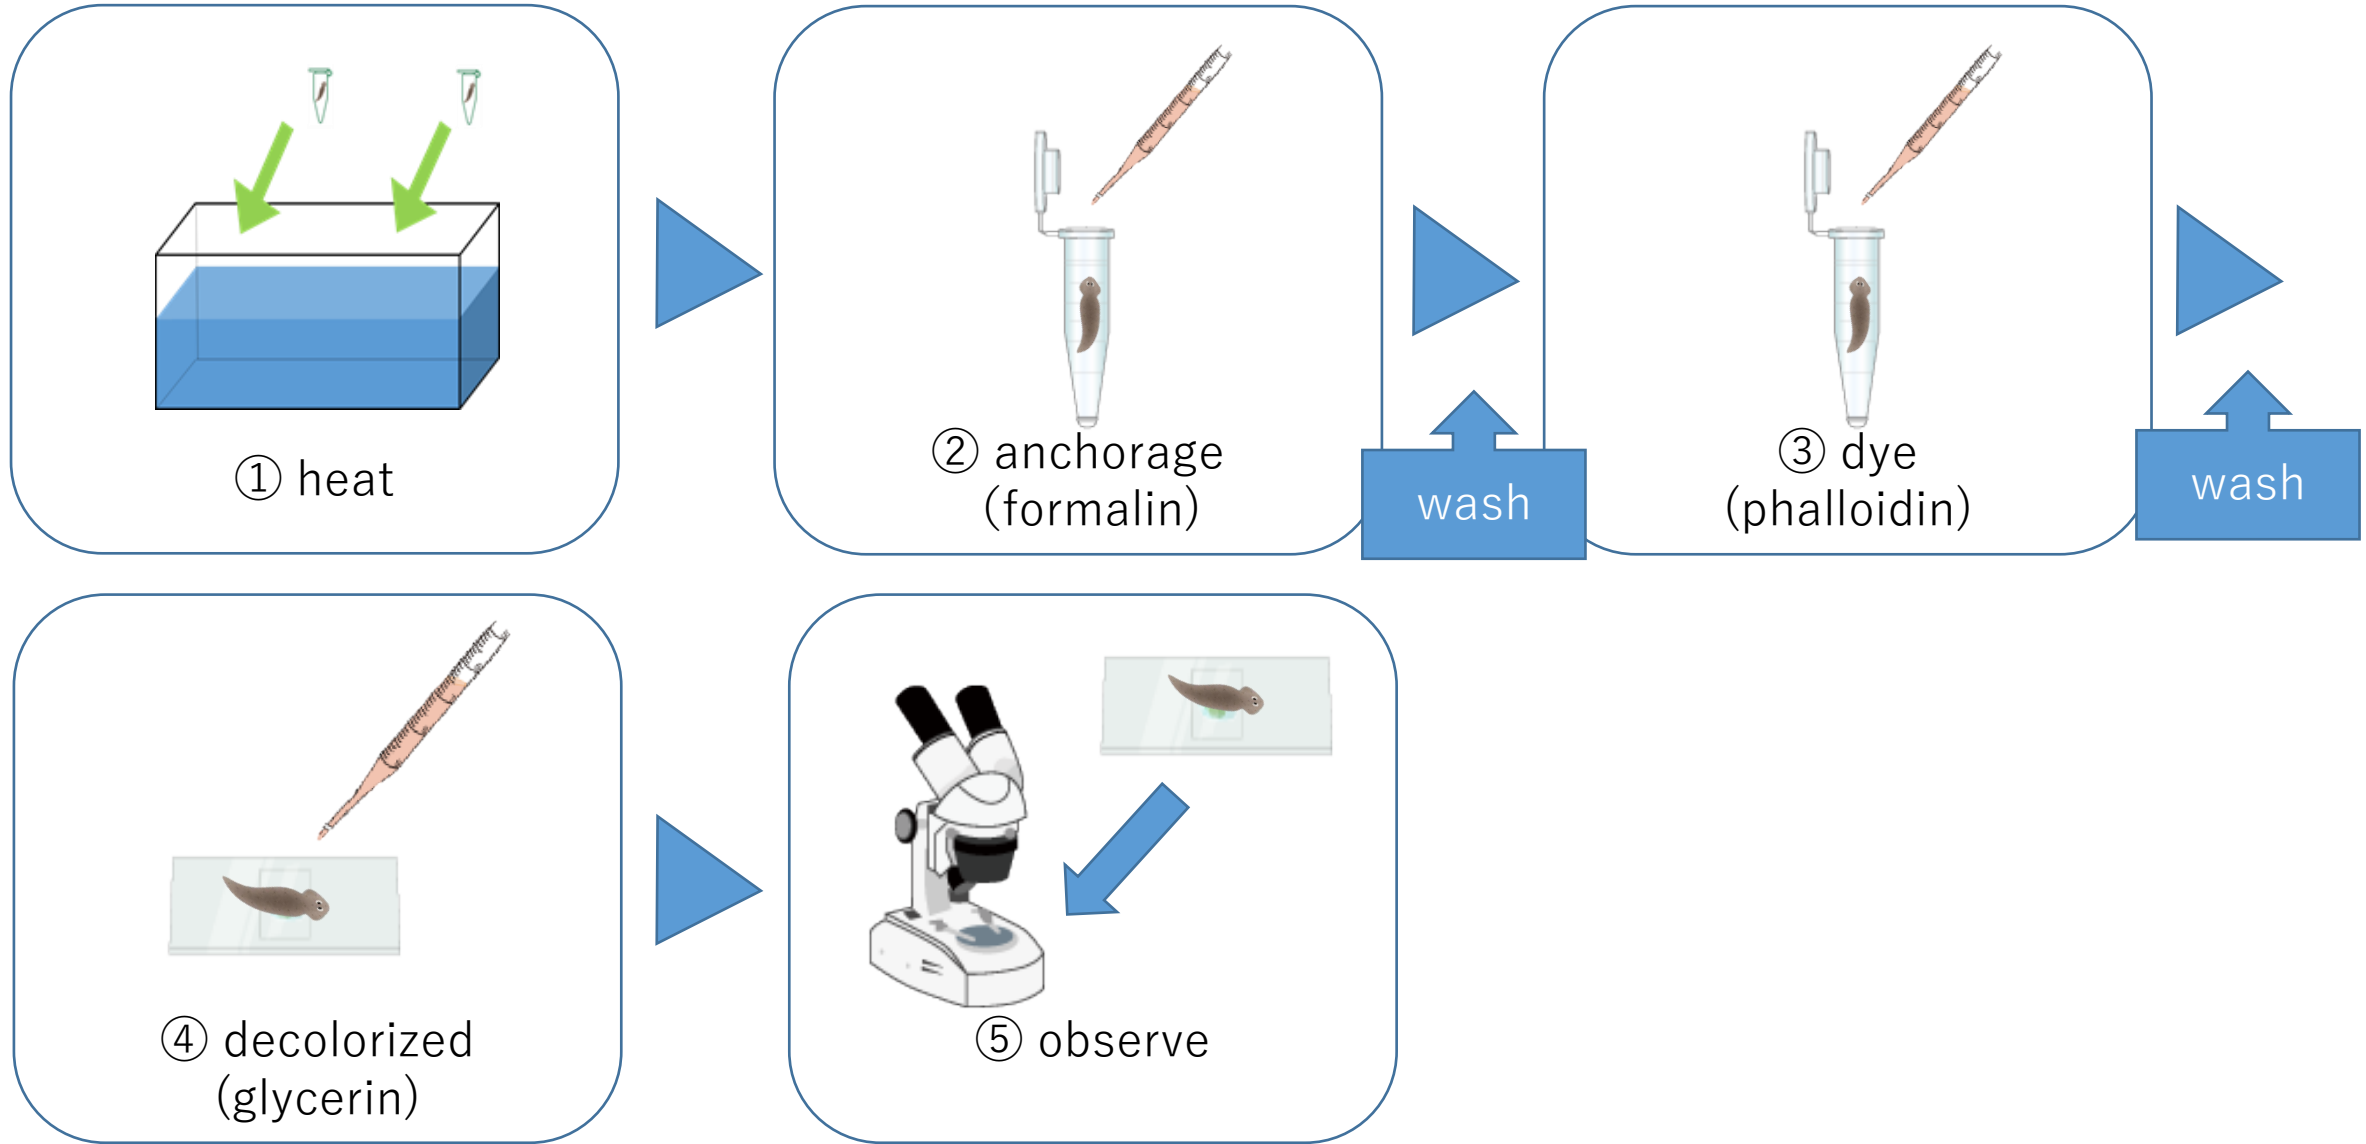 ① heat
② anchorage
(formalin)
wash
③ dye
(phalloidin)
wash
④ decolorized
(glycerin)
⑤ observe